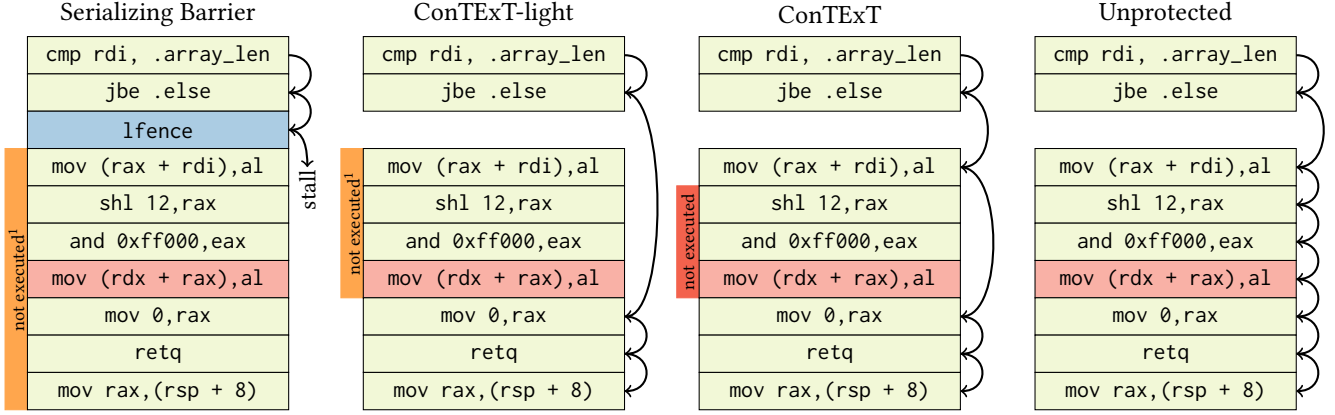 Serializing Barrier
cmp rdi, .array_len
jbe .else
lfence
mov (rax + rdi),al
shl 12,rax
and 0xff000,eax
mov (rdx + rax),al
mov 0,rax
retq
mov rax,(rsp + 8)
not executed1
stall
ConTExT-light
cmp rdi, .array_len
jbe .else
mov (rax + rdi),al
shl 12,rax
and 0xff000,eax
mov (rdx + rax),al
mov 0,rax
retq
mov rax,(rsp + 8)
not executed1
ConTExT
cmp rdi, .array_len
jbe .else
mov (rax + rdi),al
shl 12,rax
and 0xff000,eax
mov (rdx + rax),al
mov 0,rax
retq
mov rax,(rsp + 8)
not executed
Unprotected
cmp rdi, .array_len
jbe .else
mov (rax + rdi),al
shl 12,rax
and 0xff000,eax
mov (rdx + rax),al
mov 0,rax
retq
mov rax,(rsp + 8)